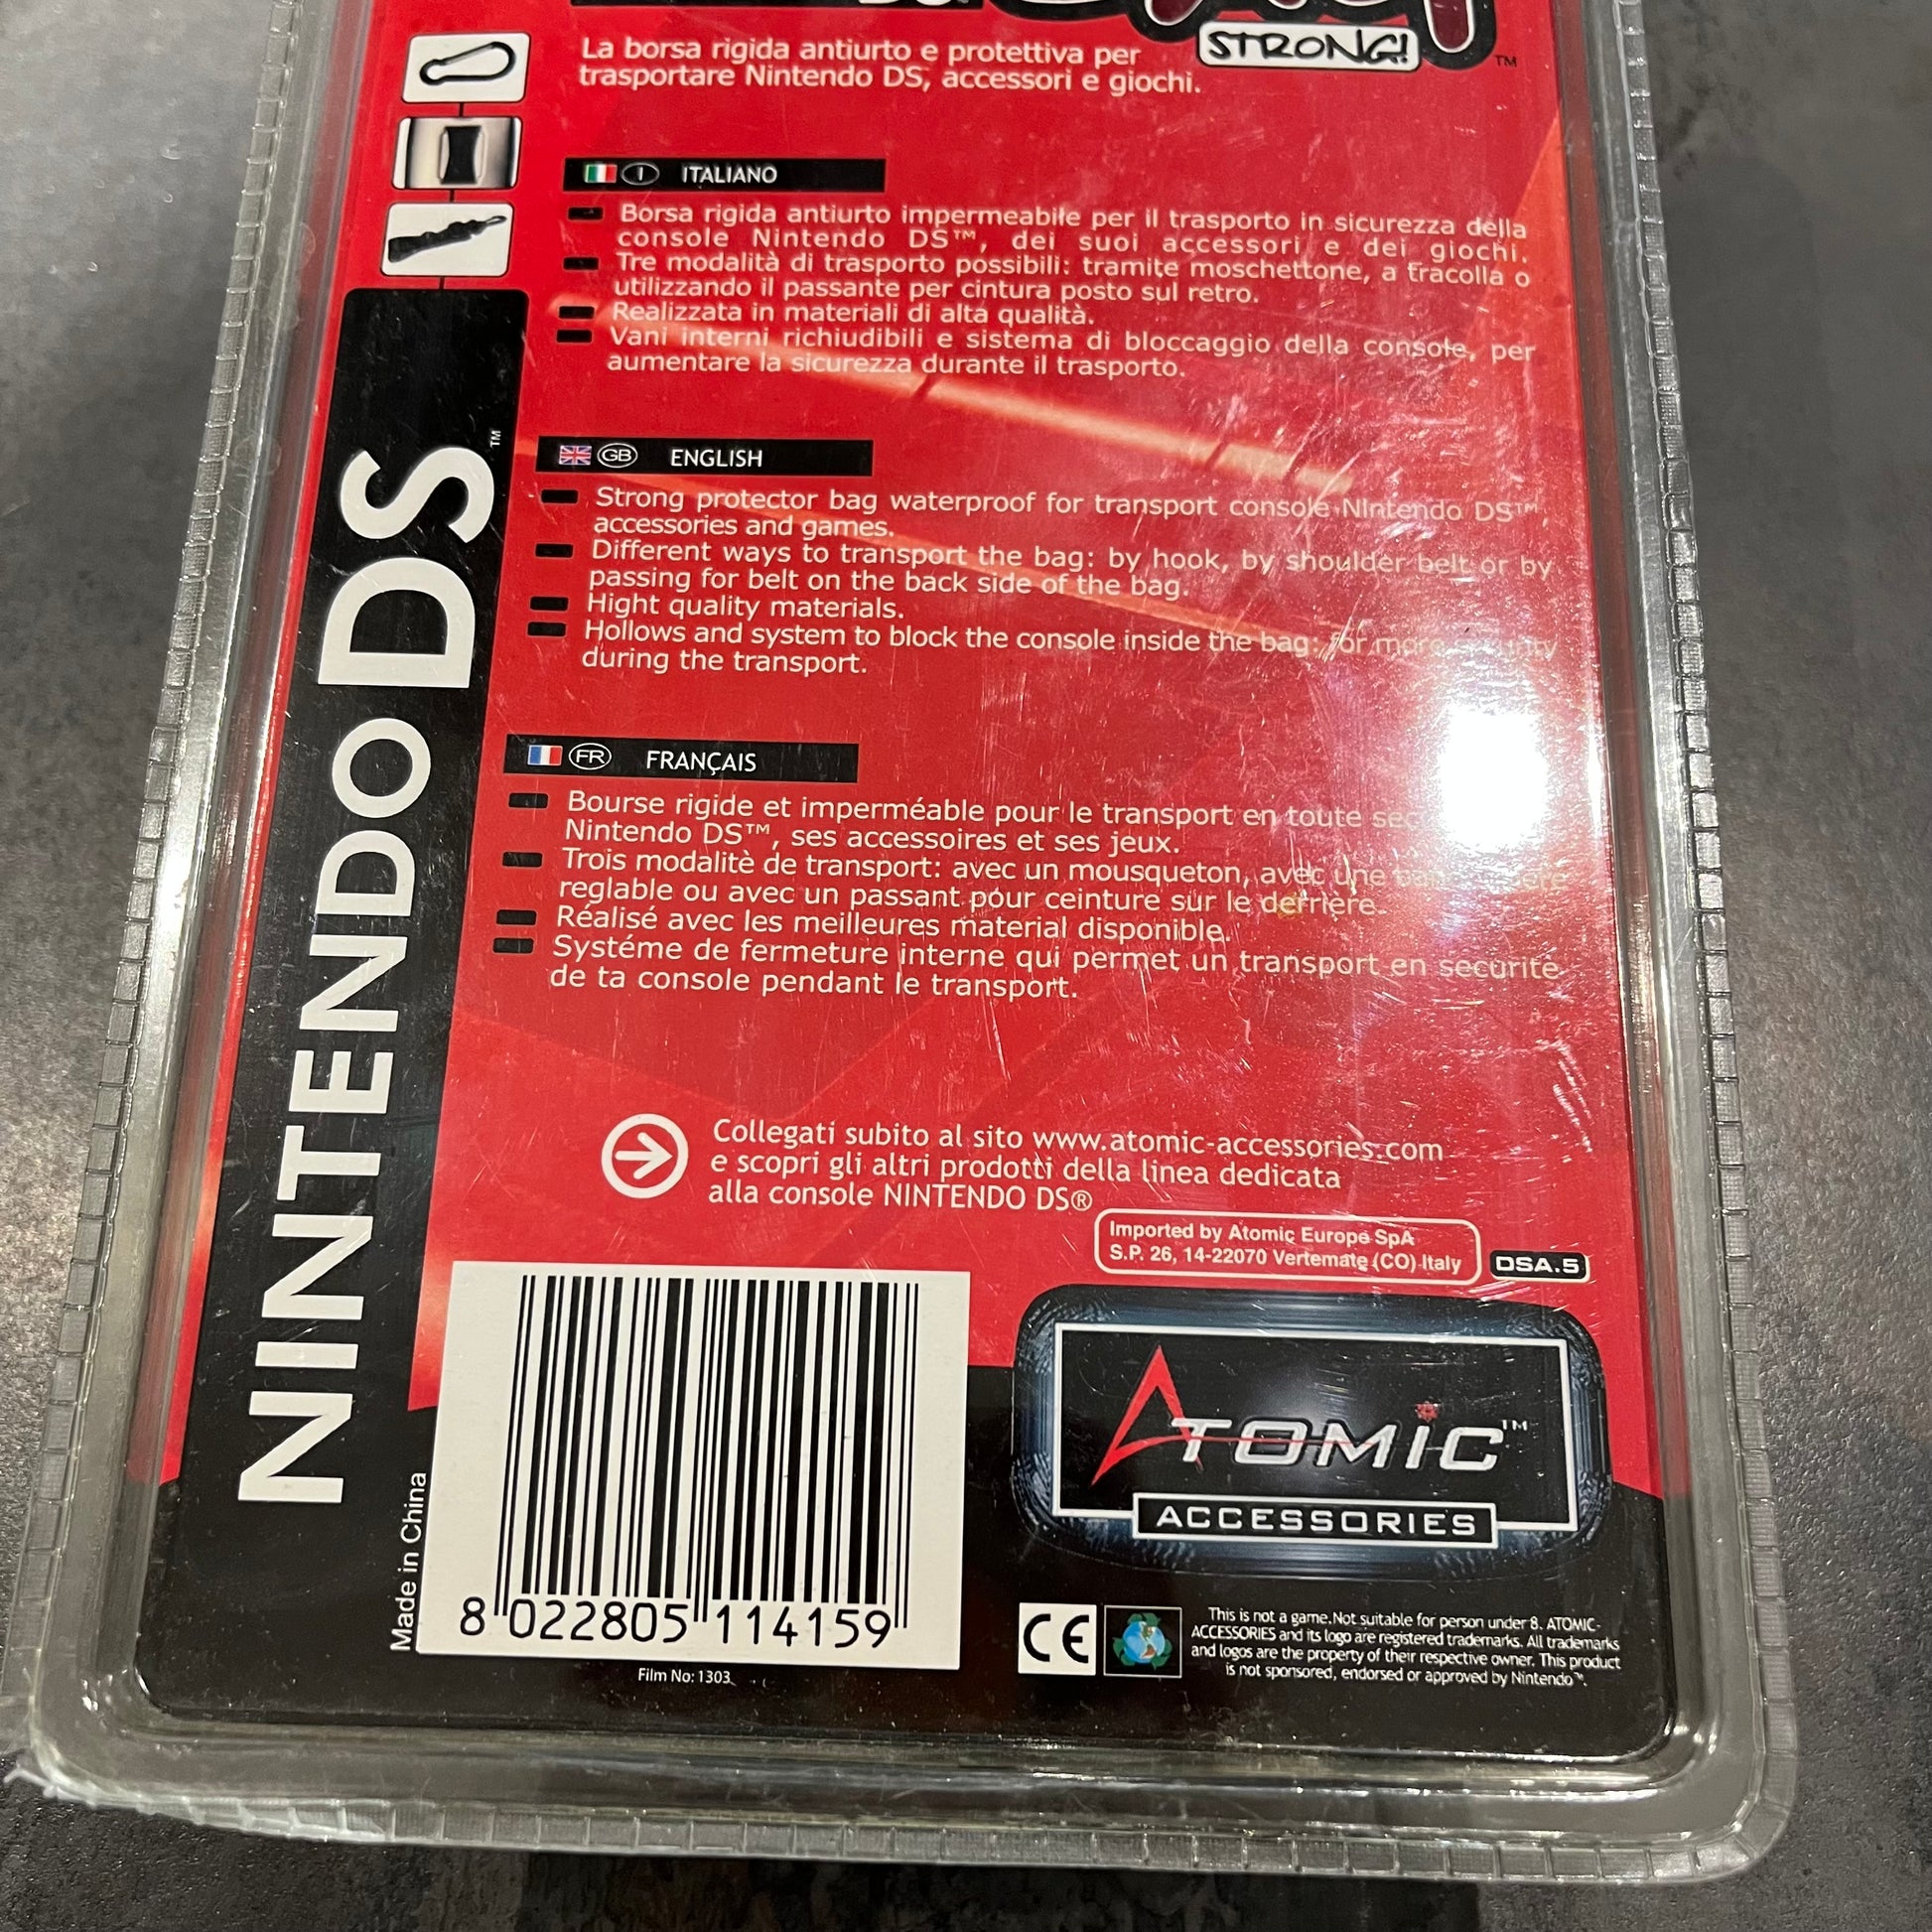 STRONG!
TM
La borsa rigida antiurto e protettiva per
trasportare Nintendo DS, accessori e giochi.
I ITALIANO
Borsa rigida antiurto impermeabile per il trasporto in sicurezza della
console Nintendo DS™, dei suoi accessori e dei giochi.
Tre modalità di trasporto possibili: tramite moschettone, a tracolla o
utilizzando il passante per cintura posto sul retro.
Realizzata in materiali di alta qualità.
Vani interni richiudibili e sistema di bloccaggio della console, per
aumentare la sicurezza durante il trasporto.
GB ENGLISH
Strong protector bag waterproof for transport console NIntendo DS™,
accessories and games.
Different ways to transport the bag: by hook, by shoulder belt or by
passing for belt on the back side of the bag.
Hight quality materials.
Hollows and system to block the console inside the bag: for more security
during the transport.
FR FRANÇAIS
Bourse rigide et imperméable pour le transport en toute
Nintendo DS™, ses accessoires et ses jeux.
Trois modalitè de transport: avec un mousqueton, avec une
reglable ou avec un passant pour ceinture sur le derrière.
Réalisé avec les meilleures material disponible.
Systéme de fermeture interne qui permet un transport en securite
de ta console pendant le transport.
NINTENDO DS™
Collegati subito al sito www.atomic-accessories.com
e scopri gli altri prodotti della linea dedicata
alla console NINTENDO DS®
Imported by Atomic Europe SpA
S.P. 26, 14-22070 Vertemate (CO) Italy
DSA.5
ATOMIC™
ACCESSORIES
Made in China
8 022805 114159
Film No: 1303
CE
This is not a game. Not suitable for person under 8. ATOMIC-
ACCESSORIES and its logo are registered trademarks. All trademarks
and logos are the property of their respective owner. This product
is not sponsored, endorsed or approved by Nintendo™.